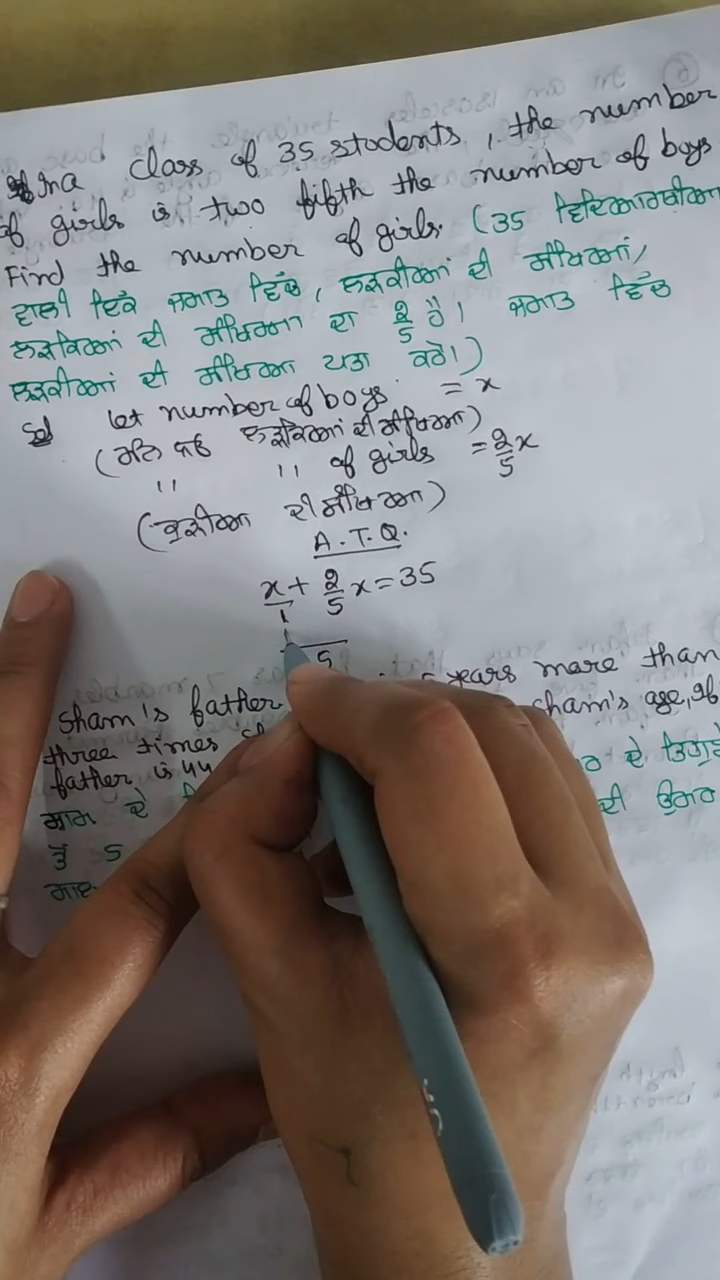 In a class of 35 students, the number
of girls is two fifth the number of boys
Find the number of girls. (35 ਵਿਦਿਆਰਥੀਆਂ
ਵਾਲੀ ਇੱਕ ਜਮਾਤ ਵਿੱਚ, ਲੜਕੀਆਂ ਦੀ ਸੰਖਿਆ,
ਲੜਕਿਆਂ ਦੀ ਸੰਖਿਆ ਦਾ 2/5 ਹੈ। ਜਮਾਤ ਵਿੱਚ
ਲੜਕੀਆਂ ਦੀ ਸੰਖਿਆ ਪਤਾ ਕਰੋ।)
Sol let number of boys = x
(ਮੰਨ ਲਓ ਲੜਕਿਆਂ ਦੀ ਸੰਖਿਆ)
" " of girls = 2/5 x
(ਕੁੜੀਆਂ ਦੀ ਸੰਖਿਆ)
A.T.Q.
x/1 + 2/5 x = 35
5
Sham's father years more than
three times sham's age, If
father is 44
ਸ਼ਾਮ ਦੇ ਦੇ ਪਿਤਾ
ਤੋਂ 5 ਦੀ ਉਮਰ